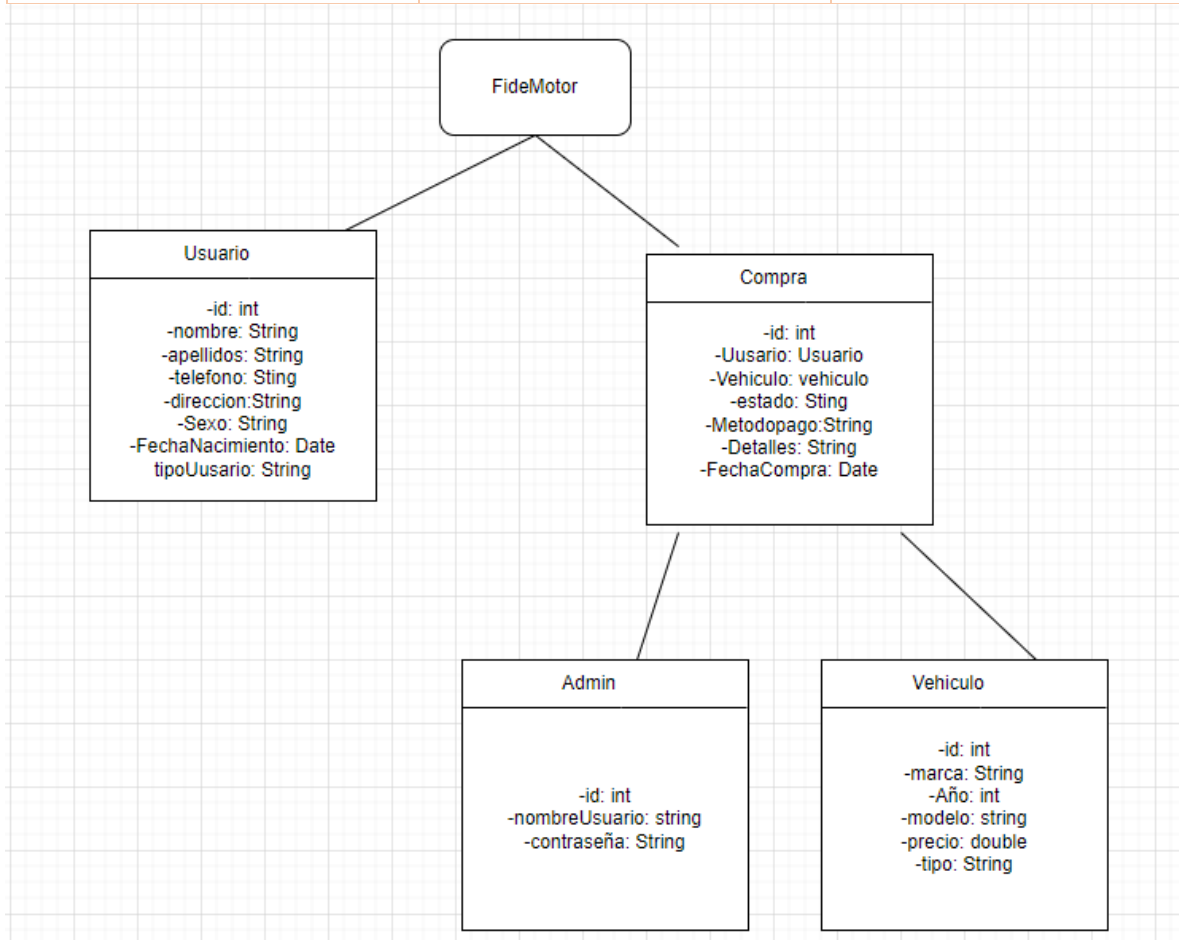 FideMotor
Usuario
-id: int
-nombre: String
-apellidos: String
-telefono: Sting
-direccion:String
-Sexo: String
-FechaNacimiento: Date
tipoUusario: String
Compra
-id: int
-Uusario: Usuario
-Vehiculo: vehiculo
-estado: Sting
-Metodopago:String
-Detalles: String
-FechaCompra: Date
Admin
-id: int
-nombreUsuario: string
-contraseña: String
Vehiculo
-id: int
-marca: String
-Año: int
-modelo: string
-precio: double
-tipo: String